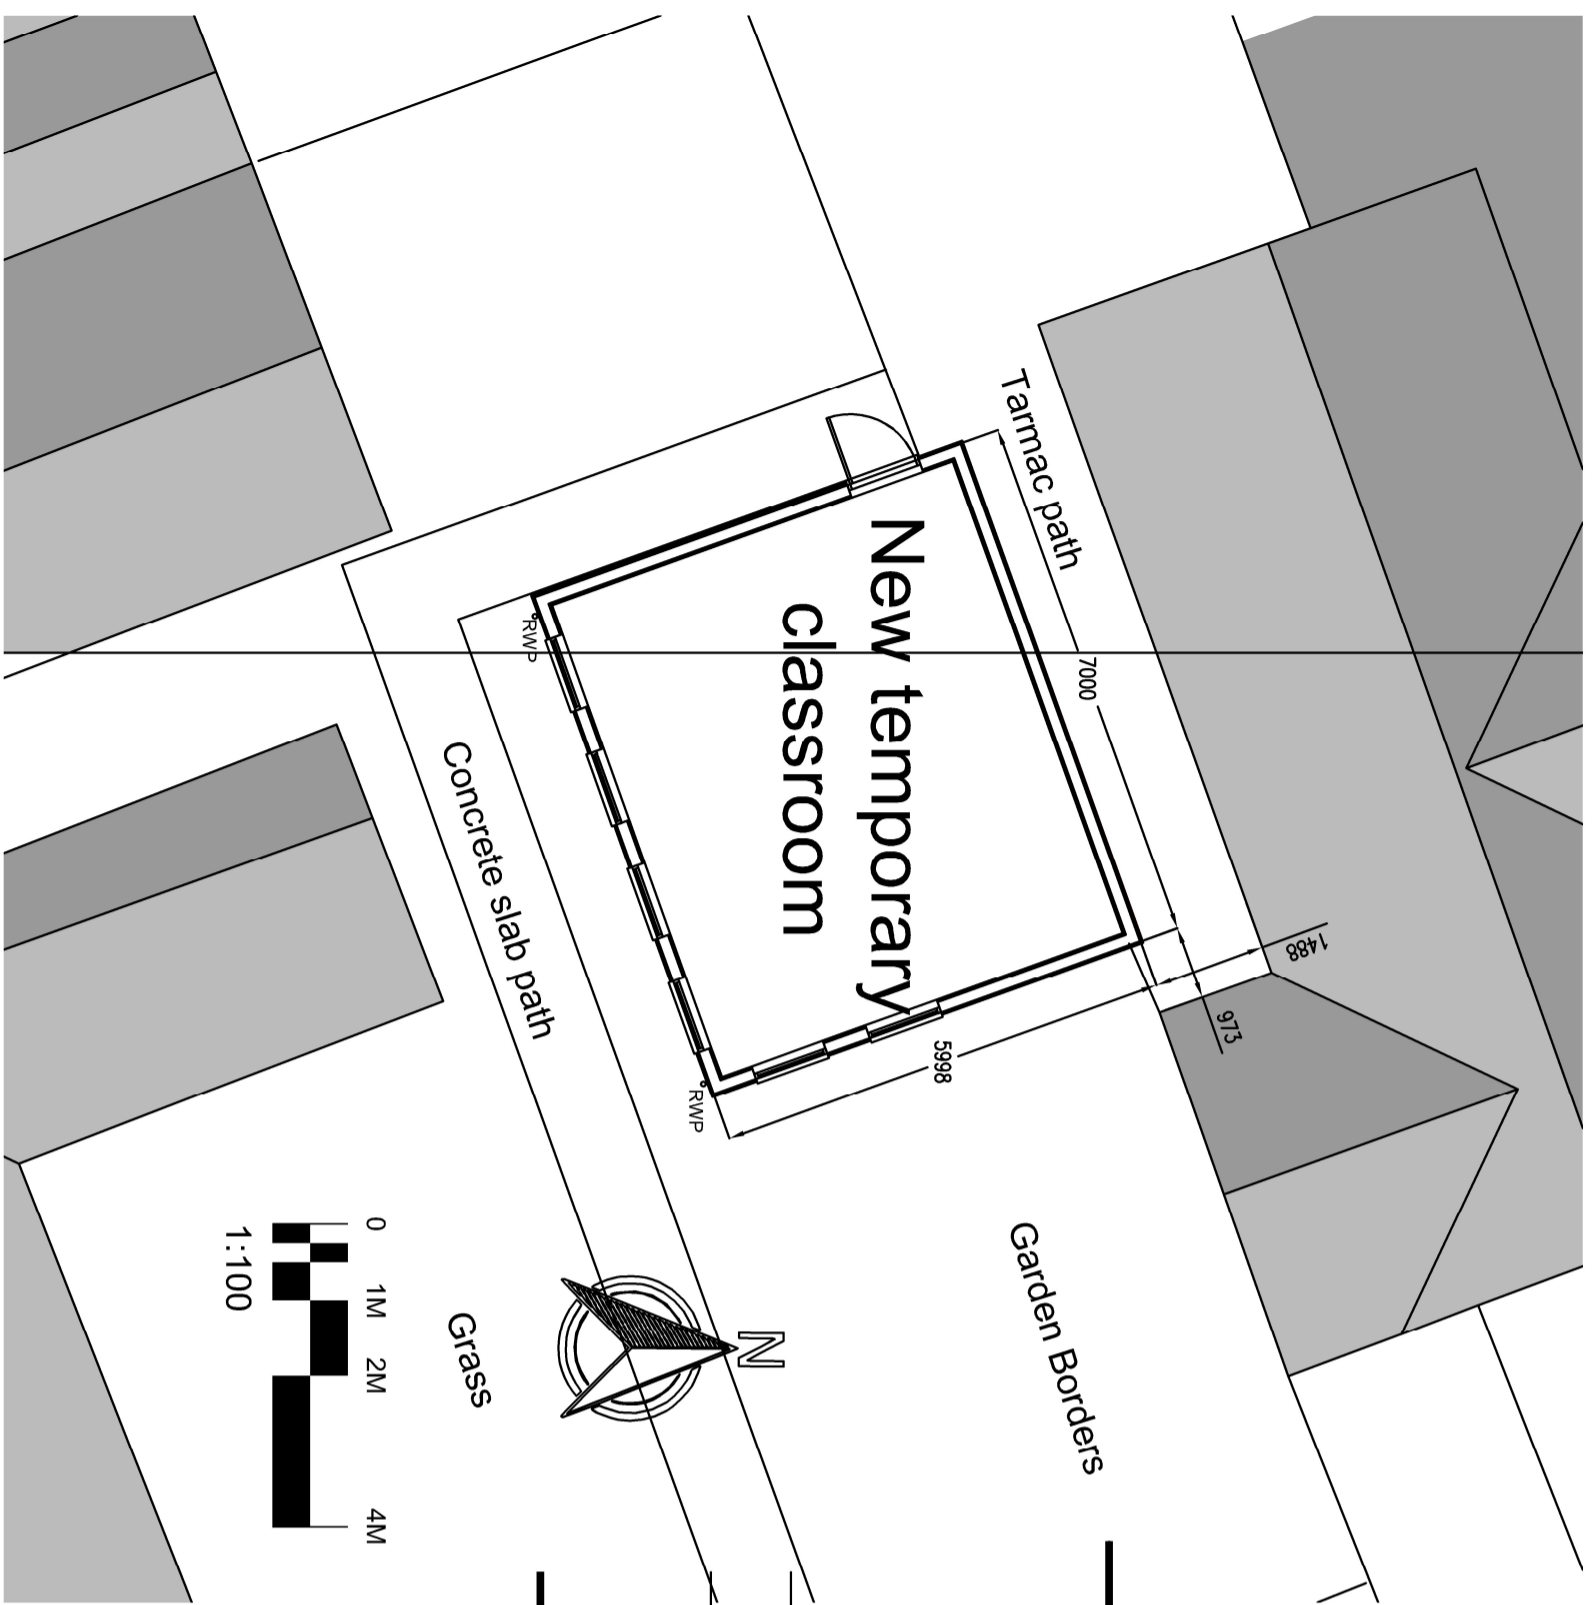 Tarmac path
7000
1488
973
New temporary
classroom
5998
RWP
RWP
Concrete slab path
Garden Borders
N
Grass
0 1M 2M 4M
1:100